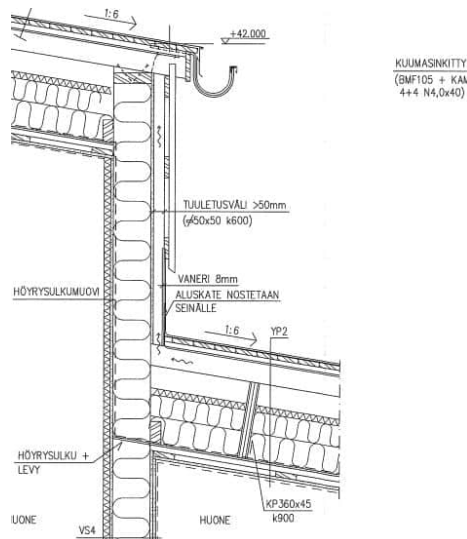 1:6
+42.000
KUUMASINKITTY
(BMF105 + KAM
4+4 N4,0x40)
TUULETUSVÄLI >50mm
(⌀50x50 k600)
VANERI 8mm
HÖYRYSULKUMUOVI
ALUSKATE NOSTETAAN
SEINÄLLE
1:6
YP2
HÖYRYSULKU +
LEVY
KP360x45
k900
HUONE
HUONE
VS4